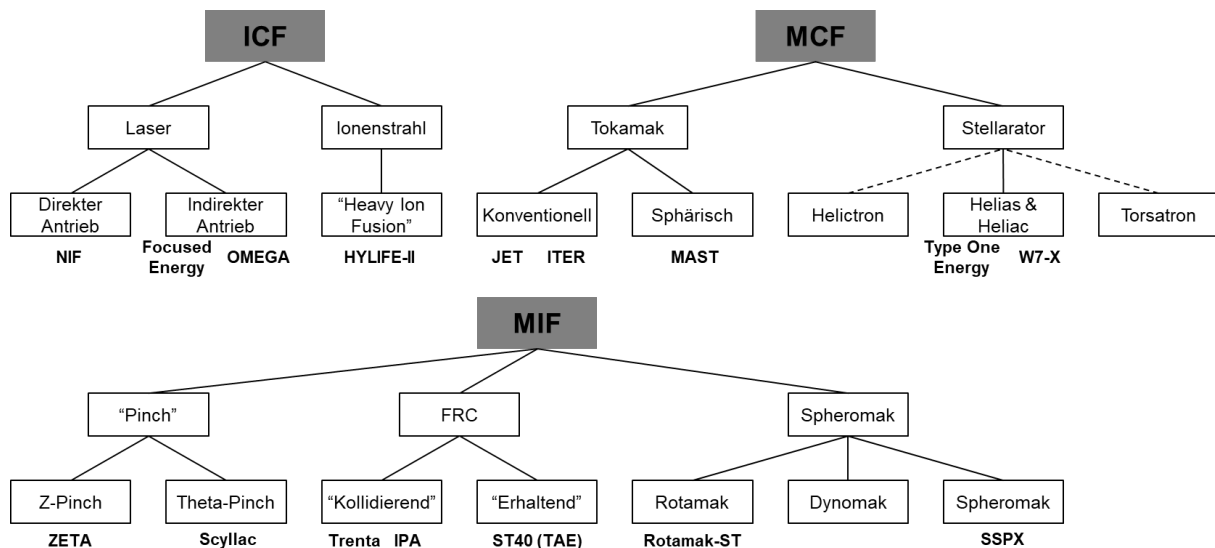 ICF
MCF
Laser
Ionenstrahl
Tokamak
Stellarator
Direkter
Antrieb
Indirekter
Antrieb
“Heavy Ion
Fusion”
Konventionell
Sphärisch
Helictron
Helias &
Heliac
Torsatron
NIF
Focused
Energy
OMEGA
HYLIFE-II
JET
ITER
MAST
Type One
Energy
W7-X
MIF
“Pinch”
FRC
Spheromak
Z-Pinch
Theta-Pinch
“Kollidierend”
“Erhaltend”
Rotamak
Dynomak
Spheromak
ZETA
Scyllac
Trenta
IPA
ST40 (TAE)
Rotamak-ST
SSPX